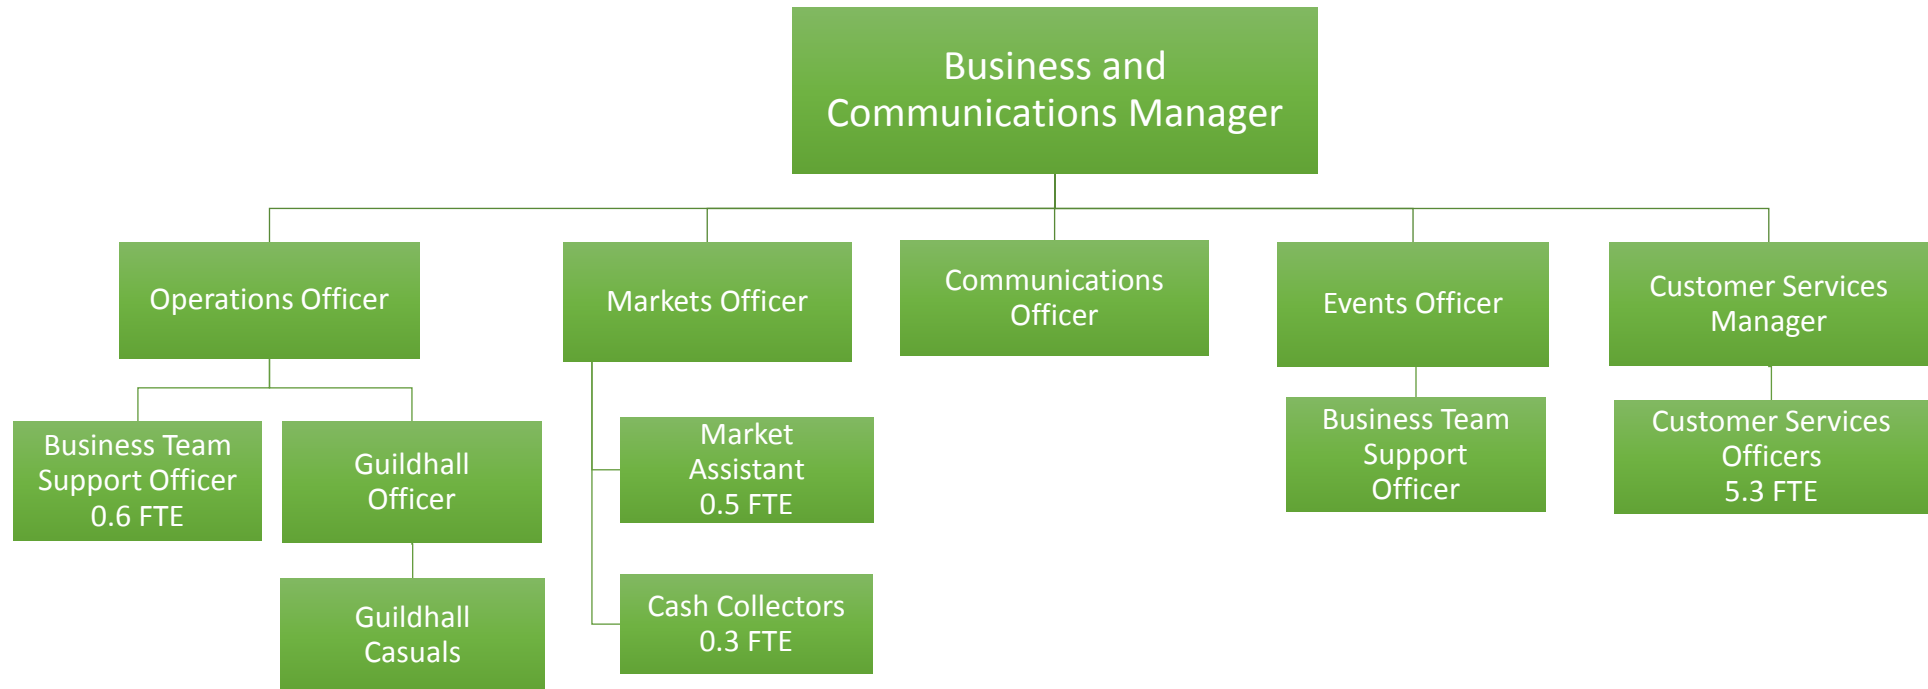 Business and
Communications Manager
Operations Officer
Markets Officer
Communications
Officer
Events Officer
Customer Services
Manager
Business Team
Support Officer
0.6 FTE
Guildhall
Officer
Guildhall
Casuals
Market
Assistant
0.5 FTE
Cash Collectors
0.3 FTE
Business Team
Support
Officer
Customer Services
Officers
5.3 FTE